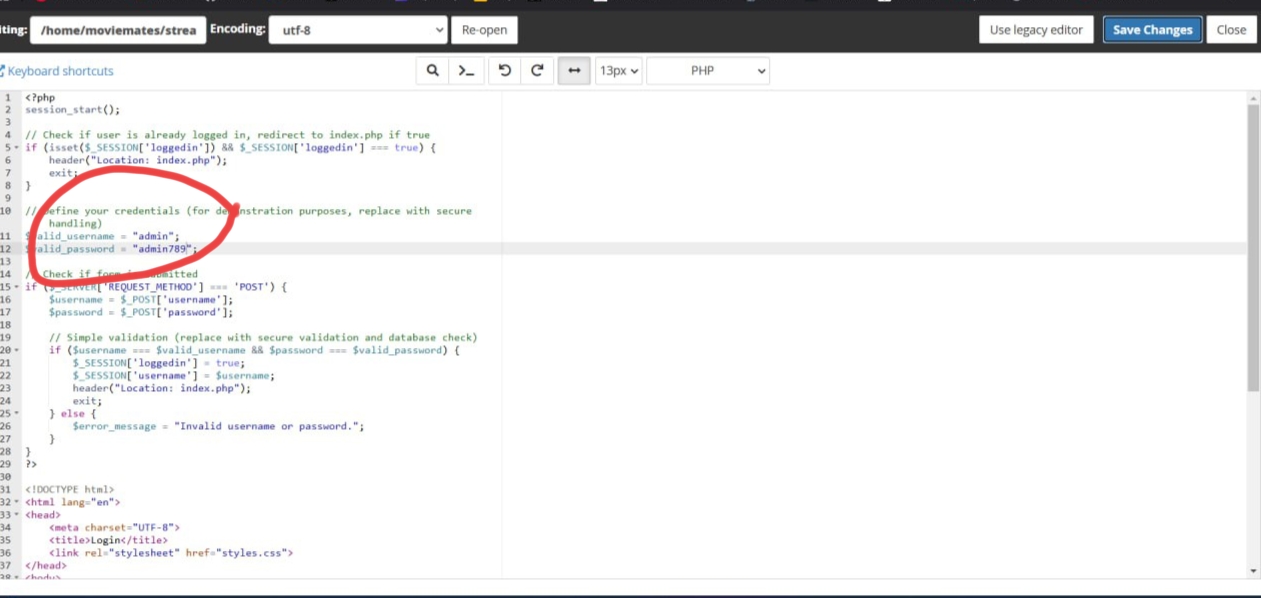 iting: /home/moviemates/strea Encoding: utf-8 Re-open Use legacy editor Save Changes Close
Keyboard shortcuts 13px PHP
1 <?php
2 session_start();
3
4 // Check if user is already logged in, redirect to index.php if true
5 if (isset($_SESSION['loggedin']) && $_SESSION['loggedin'] === true) {
6 header("Location: index.php");
7 exit;
8 }
9
10 // efine your credentials (for de nstration purposes, replace with secure
handling)
11 $valid_username = "admin";
12 $valid_password = "admin789";
13
14 // Check if form is submitted
15 if ($_SERVER['REQUEST_METHOD'] === 'POST') {
16 $username = $_POST['username'];
17 $password = $_POST['password'];
18
19 // Simple validation (replace with secure validation and database check)
20 if ($username === $valid_username && $password === $valid_password) {
21 $_SESSION['loggedin'] = true;
22 $_SESSION['username'] = $username;
23 header("Location: index.php");
24 exit;
25 } else {
26 $error_message = "Invalid username or password.";
27 }
28 }
29 ?>
30
31 <!DOCTYPE html>
32 <html lang="en">
33 <head>
34 <meta charset="UTF-8">
35 <title>Login</title>
36 <link rel="stylesheet" href="styles.css">
37 </head>
38 <body>